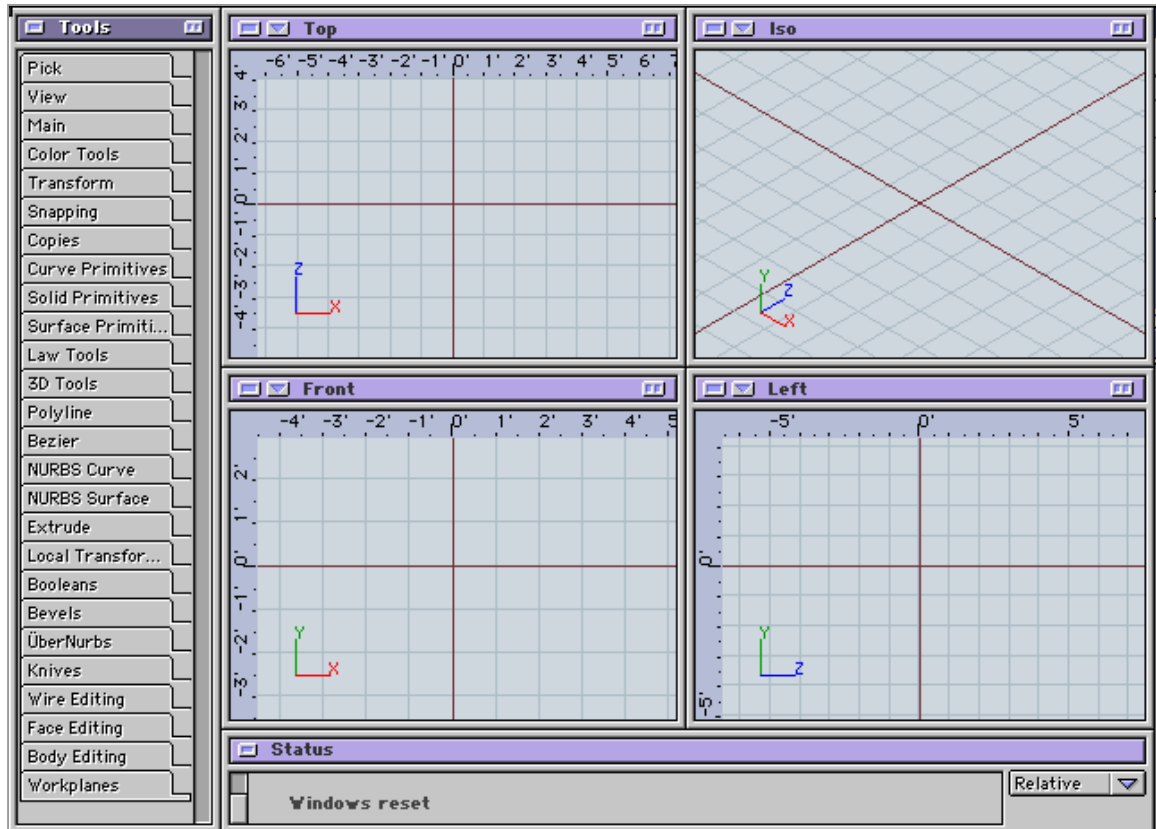 Tools
Pick
View
Main
Color Tools
Transform
Snapping
Copies
Curve Primitives
Solid Primitives
Surface Primiti...
Law Tools
3D Tools
Polyline
Bezier
NURBS Curve
NURBS Surface
Extrude
Local Transfor...
Booleans
Bevels
ÜberNurbs
Knives
Wire Editing
Face Editing
Body Editing
Workplanes
Top
-6' -5' -4' -3' -2' -1' 0' 1' 2' 3' 4' 5' 6' 7
4'
3'
2'
1'
0'
-1'
-2'
-3'
-4'
Z
X
Iso
Y
Z
X
Front
-4' -3' -2' -1' 0' 1' 2' 3' 4' 5
2'
1'
0'
-1'
-2'
-3'
Y
X
Left
-5' 0' 5'
0'
-5'
Y
Z
Status
Windows reset
Relative